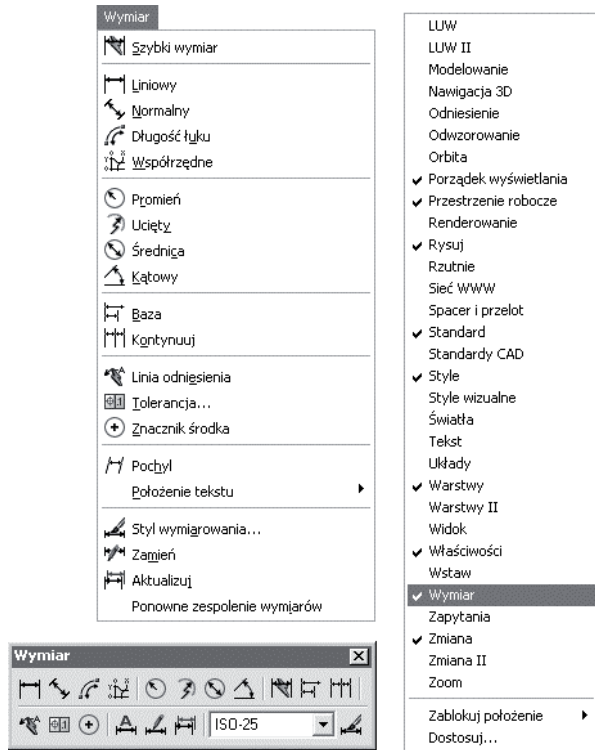 Wymiar
Szybki wymiar
Liniowy
Normalny
Długość łuku
Współrzędne
Promień
Ucięty
Średnica
Kątowy
Baza
Kontynuuj
Linia odniesienia
Tolerancja...
Znacznik środka
Pochyl
Położenie tekstu
Styl wymiarowania...
Zamień
Aktualizuj
Ponowne zespolenie wymiarów
Wymiar
ISO-25
LUW
LUW II
Modelowanie
Nawigacja 3D
Odniesienie
Odwzorowanie
Orbita
Porządek wyświetlania
Przestrzenie robocze
Renderowanie
Rysuj
Rzutnie
Sieć WWW
Spacer i przelot
Standard
Standardy CAD
Style
Style wizualne
Światła
Tekst
Układy
Warstwy
Warstwy II
Widok
Właściwości
Wstaw
Wymiar
Zapytania
Zmiana
Zmiana II
Zoom
Zablokuj położenie
Dostosuj...